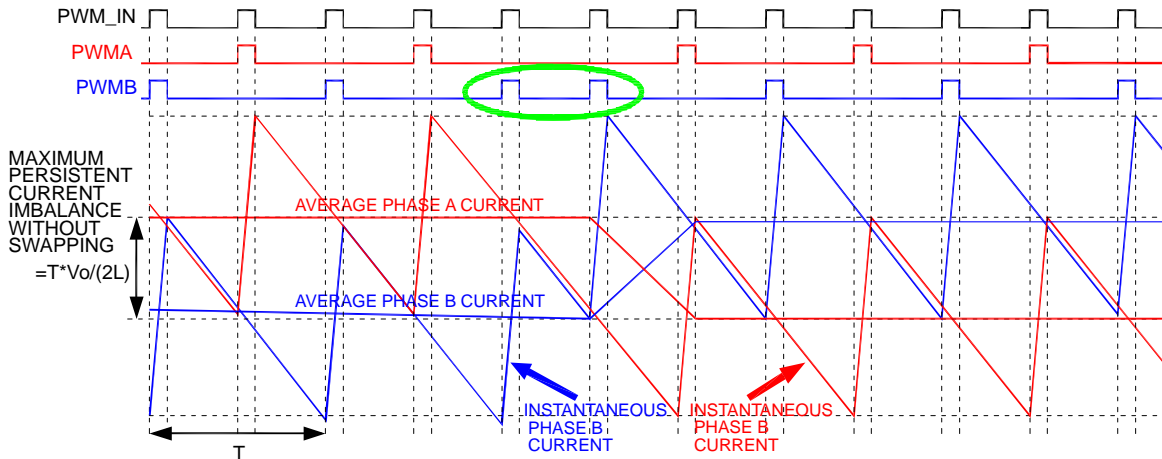 PWM_IN
PWMA
PWMB
MAXIMUM
PERSISTENT
CURRENT
IMBALANCE
WITHOUT
SWAPPING
=T*Vo/(2L)
AVERAGE PHASE A CURRENT
AVERAGE PHASE B CURRENT
INSTANTANEOUS
PHASE B
CURRENT
INSTANTANEOUS
PHASE B
CURRENT
T